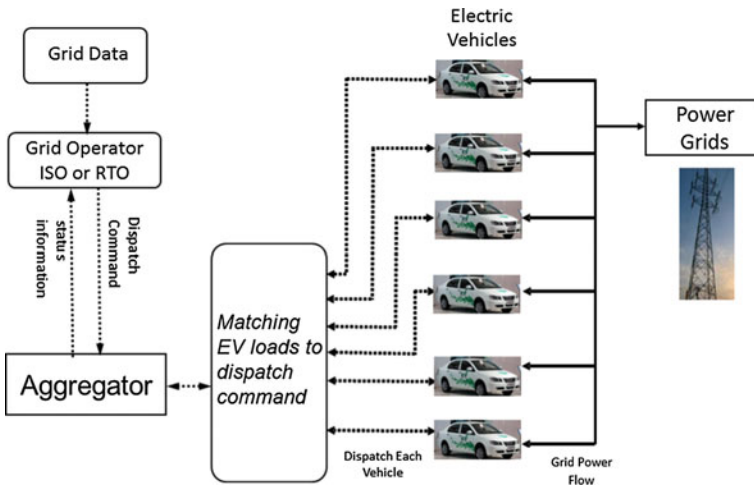 Grid Data
Grid Operator
ISO or RTO
status
information
Dispatch
Command
Aggregator
Matching
EV loads to
dispatch
command
Electric
Vehicles
Dispatch Each
Vehicle
Grid Power
Flow
Power
Grids